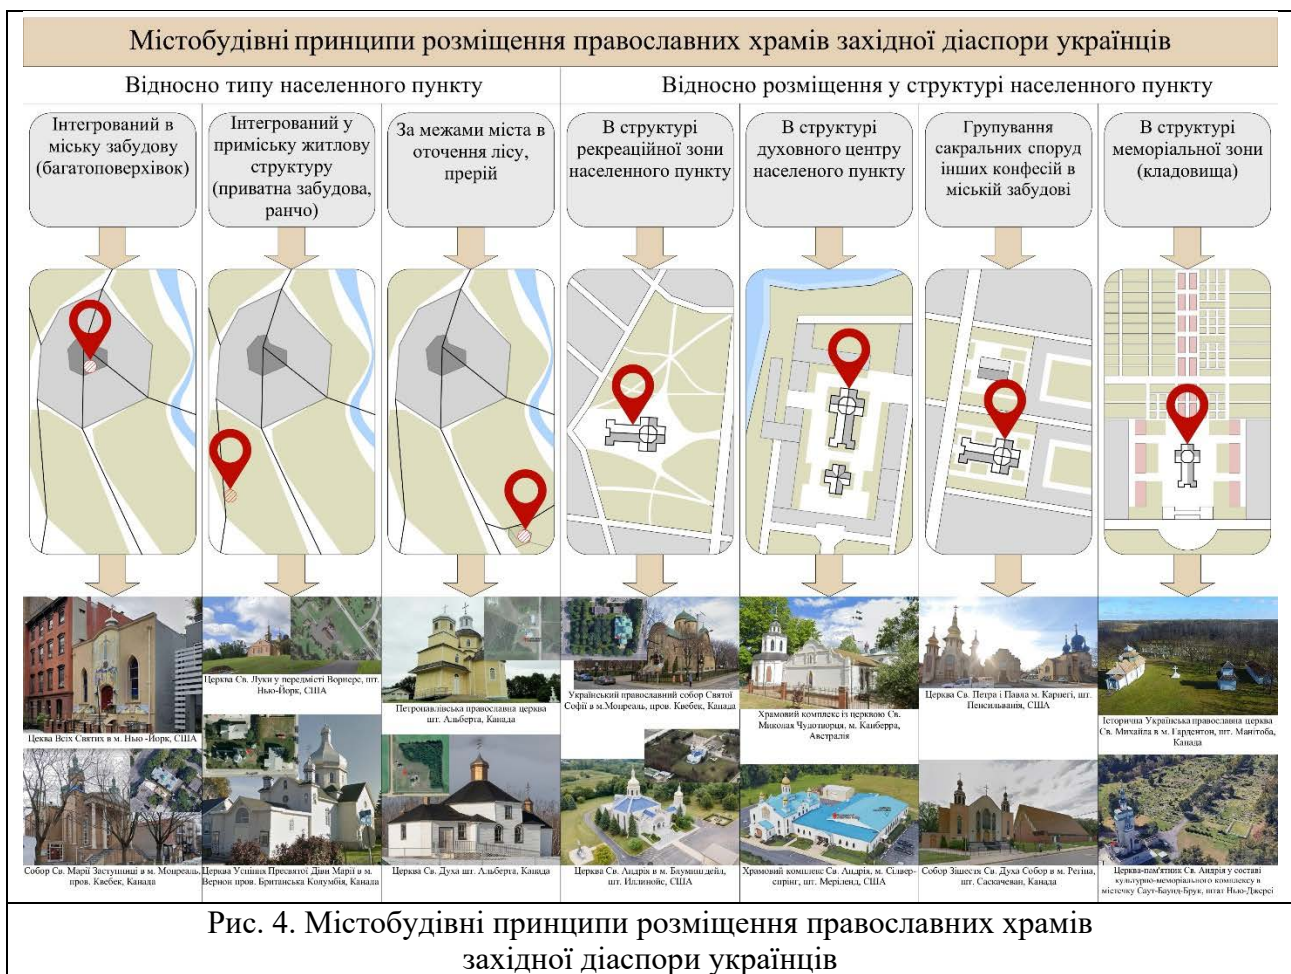 Містобудівні принципи розміщення православних храмів західної діаспори українців
Відносно типу населенного пункту
Відносно розміщення у структурі населенного пункту
Інтегрований в
міську забудову
(багатоповерхівок)
Інтегрований у
приміську житлову
структуру
(приватна забудова,
ранчо)
За межами міста в
оточення лісу,
прерій
В структурі
рекреаційної зони
населенного пункту
В структурі
духовного центру
населеного пункту
Групування
сакральних споруд
інших конфесій в
міській забудові
В структурі
меморіальної зони
(кладовища)
Цеква Всіх Святих в м. Нью -Йорк, США
Церква Св. Луки у передмісті Ворнерс, шт.
Нью-Йорк, США
Петропавлівська православна церква
шт. Альберта, Канада
Український православний собор Святої
Софії в м.Монреаль, пров. Квебек, Канада
Храмовий комплекс із церквою Св.
Миколая Чудотворця, м. Канберра,
Австралія
Церква Св. Петра і Павла м. Карнегі, шт.
Пенсильванія, США
Історична Українська православна церква
Св. Михайла в м. Гардентон, шт. Манітоба,
Канада
Собор Св. Марії Заступниці в м. Монреаль,
пров. Квебек, Канада
Церква Успіння Пресвятої Діви Марії в м.
Вернон пров. Британська Колумбія, Канада
Церква Св. Духа шт. Альберта, Канада
Церква Св. Андрія в м. Блумингдейл,
шт. Иллинойс, США
Храмовий комплекс Св. Андрія, м. Сілвер-
спрінг, шт. Меріленд, США
Собор Зішестя Св. Духа Собор в м. Регіна,
шт. Саскачеван, Канада
Церква-пам'ятник Св. Андрія у составі
культурно-меморіального комплексу в
містечку Саут-Баунд-Брук, штат Нью-Джерсі
Рис. 4. Містобудівні принципи розміщення православних храмів
західної діаспори українців